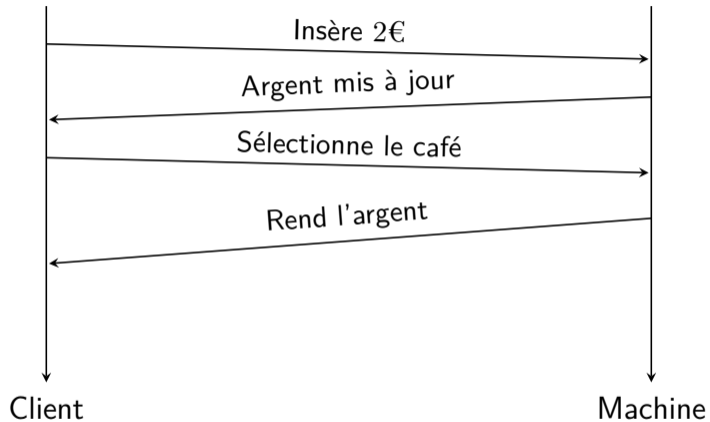 Insère 2€
Argent mis à jour
Sélectionne le café
Rend l'argent
Client
Machine